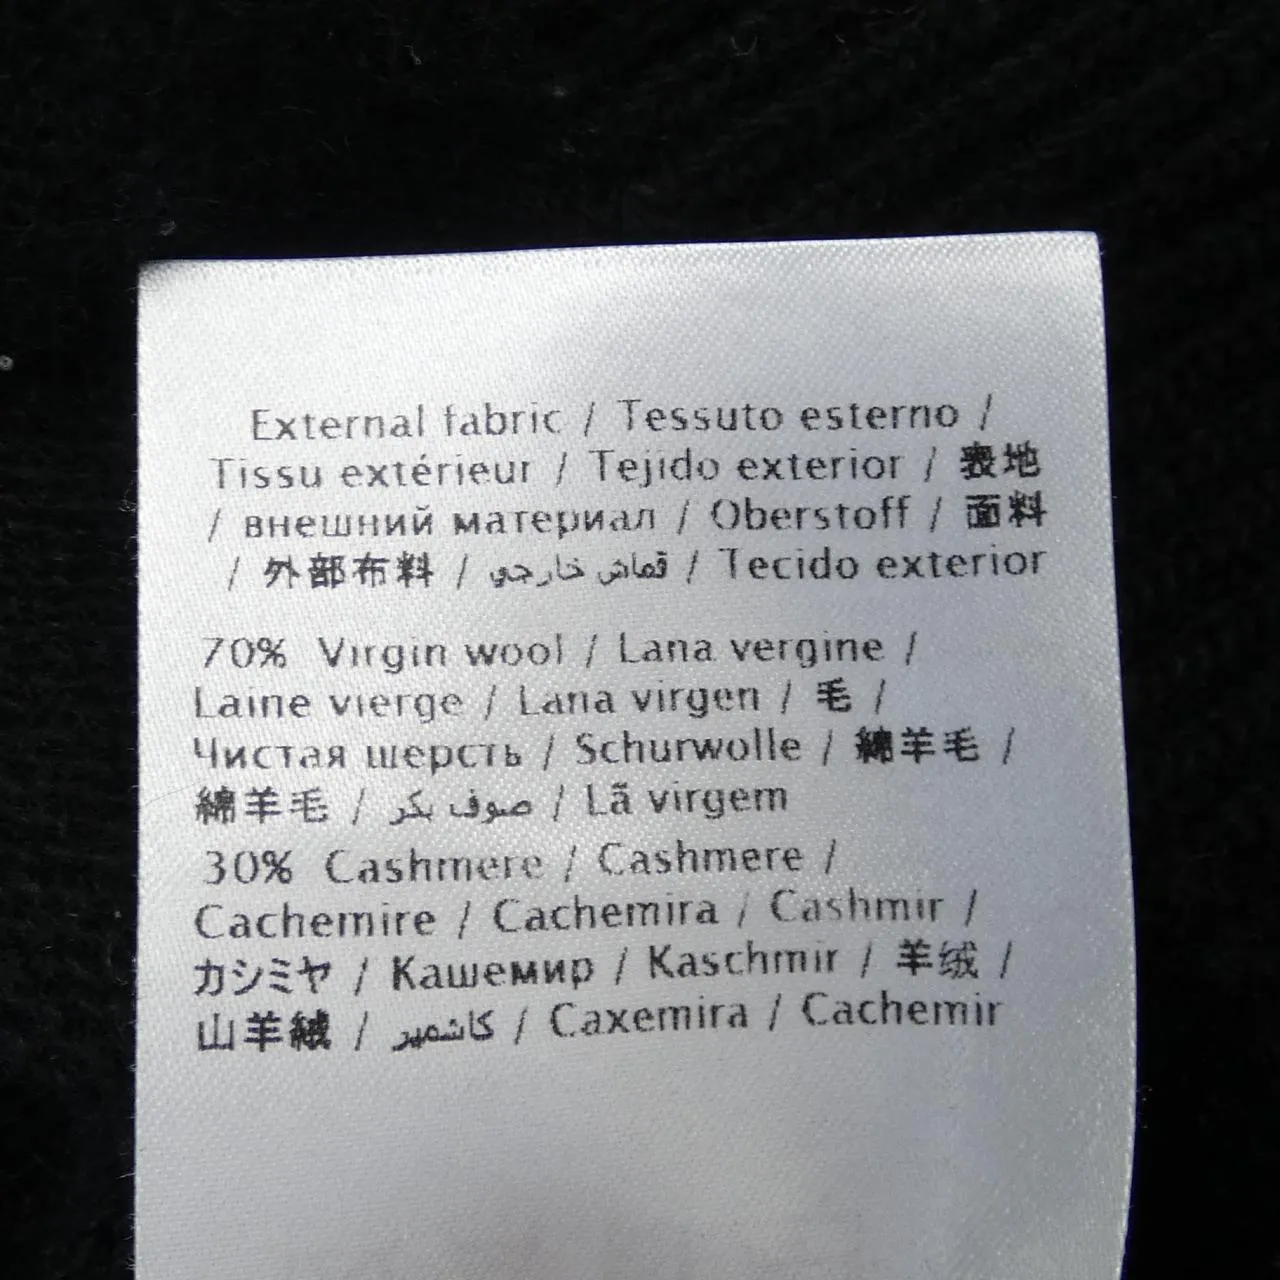 External fabric / Tessuto esterno /
Tissu extérieur / Tejido exterior / 表地
/ внешний материал / Oberstoff / 面料
/ 外部布料 / قماش خارجي / Tecido exterior
70% Virgin wool / Lana vergine /
Laine vierge / Lana virgen / 毛 /
Чистая шерсть / Schurwolle / 綿羊毛 /
綿羊毛 / صوف بكر / Lã virgem
30% Cashmere / Cashmere /
Cachemire / Cachemira / Cashmir /
カシミヤ / Кашемир / Kaschmir / 羊绒 /
山羊絨 / كاشمير / Caxemira / Cachemir